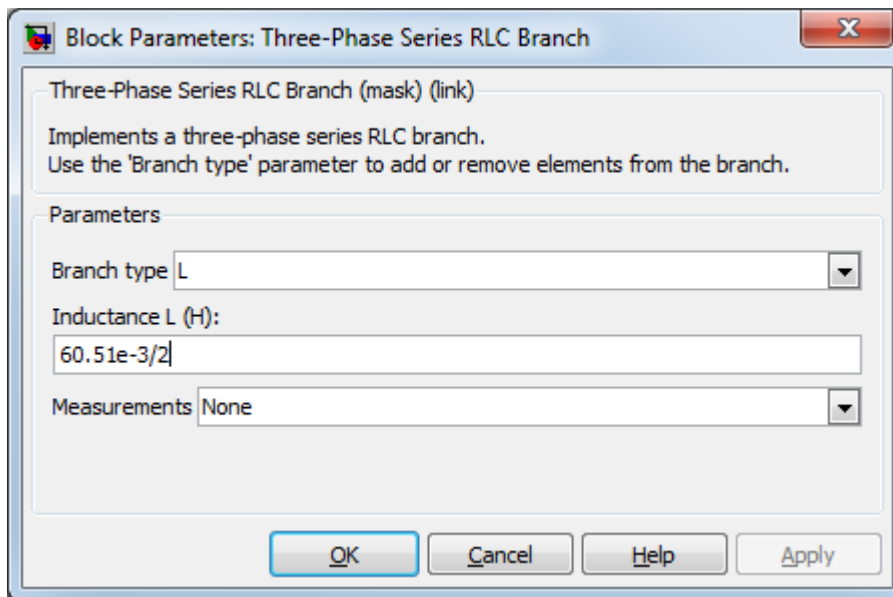 Block Parameters: Three-Phase Series RLC Branch
X
Three-Phase Series RLC Branch (mask) (link)
Implements a three-phase series RLC branch.
Use the 'Branch type' parameter to add or remove elements from the branch.
Parameters
Branch type L
Inductance L (H):
60.51e-3/2
Measurements None
OK Cancel Help Apply